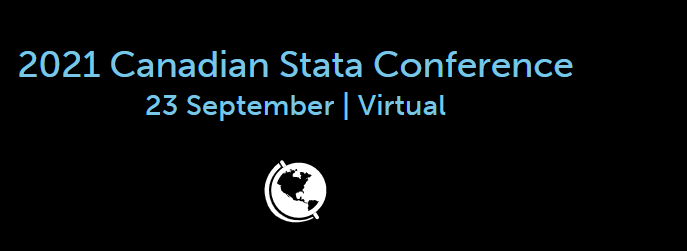 2021 Canadian Stata Conference
23 September | Virtual